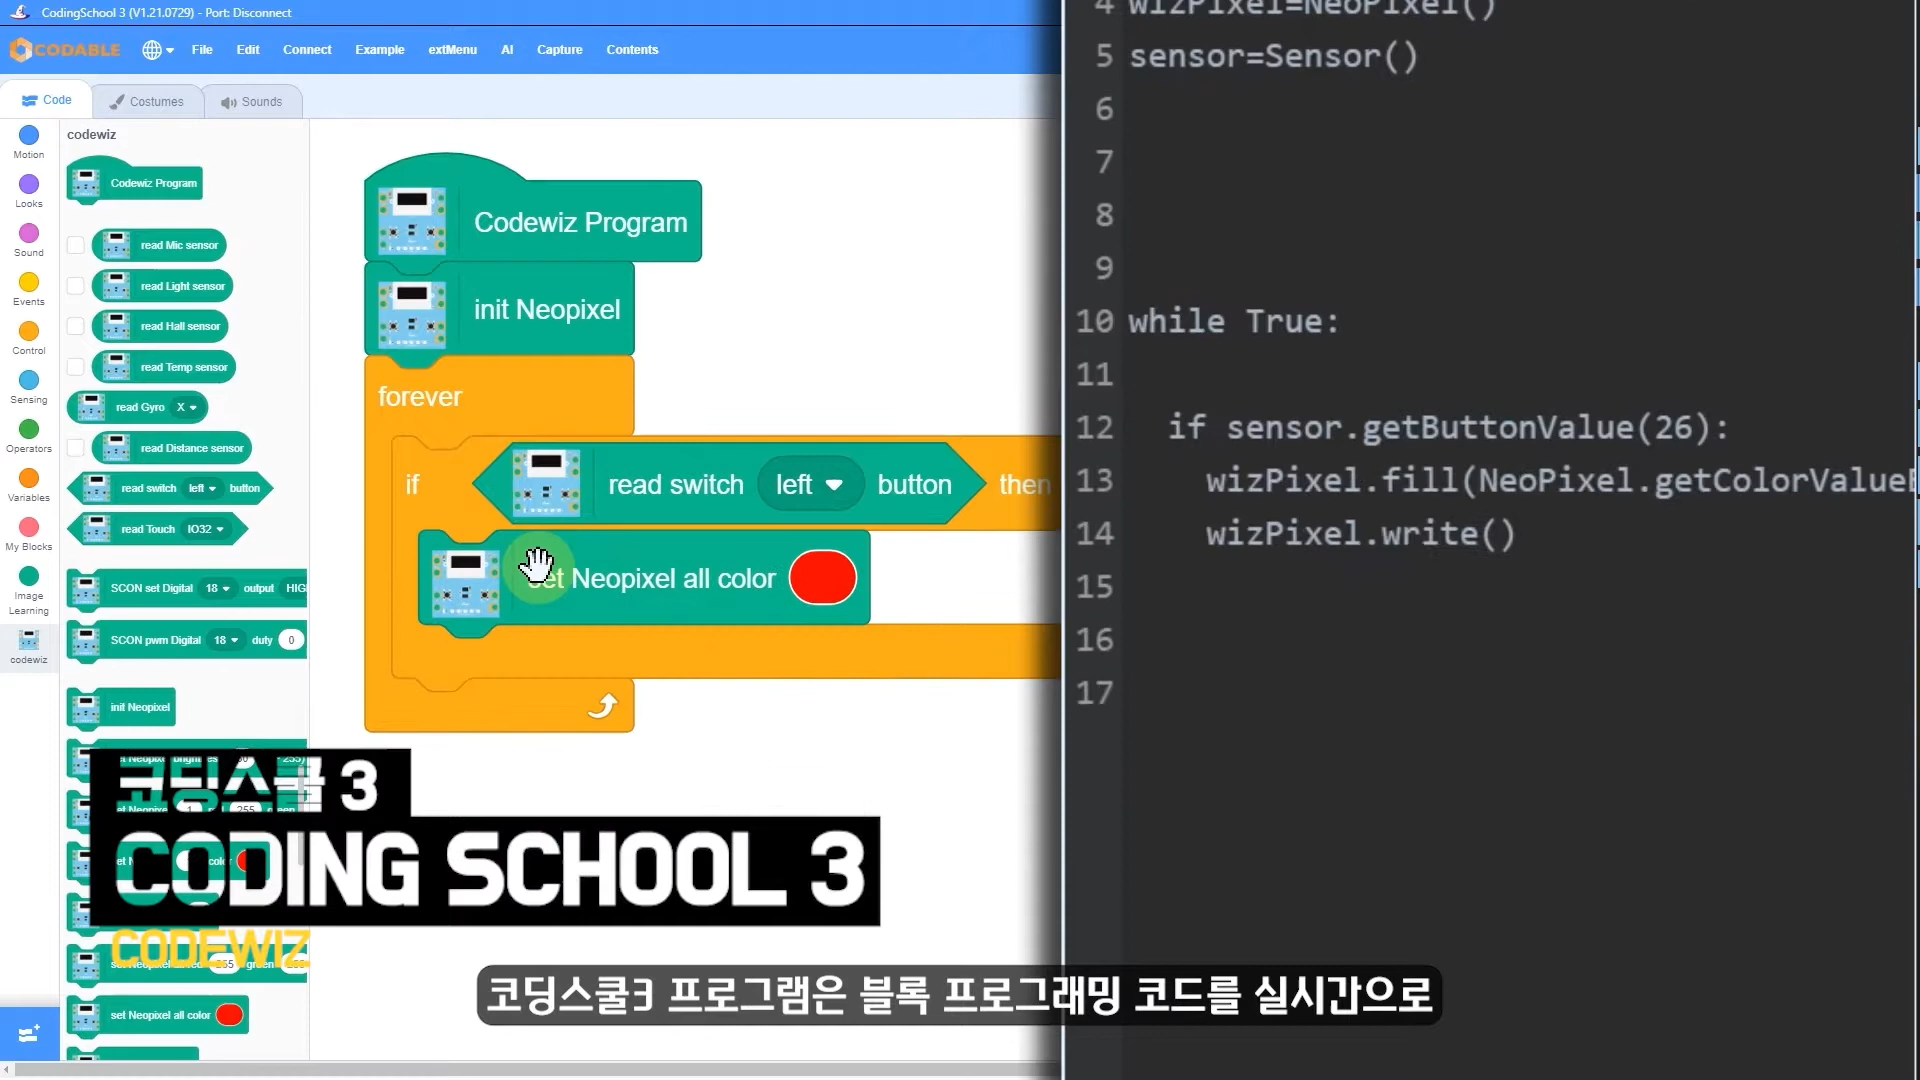 CodingSchool 3 (V1.21.0729) - Port: Disconnect
CODABLE File Edit Connect Example extMenu AI Capture Contents
Code Costumes Sounds
Motion
Looks
Sound
Events
Control
Sensing
Operators
Variables
My Blocks
Image
Learning
codewiz
codewiz
Codewiz Program
read Mic sensor
read Light sensor
read Hall sensor
read Temp sensor
read Gyro X
read Distance sensor
read switch left button
read Touch IO32
SCON set Digital 18 output
SCON pwm Digital 18 duty 0
init Neopixel
set Neopixel all color
Codewiz Program
init Neopixel
forever
if read switch left button then
set Neopixel all color
4 wizPixel=NeoPixel()
5 sensor=Sensor()
6
7
8
9
10 while True:
11
12 if sensor.getButtonValue(26):
13 wizPixel.fill(NeoPixel.getColorValue
14 wizPixel.write()
15
16
17
코딩스쿨 3
CODING SCHOOL 3
CODEWIZ
코딩스쿨3 프로그램은 블록 프로그래밍 코드를 실시간으로